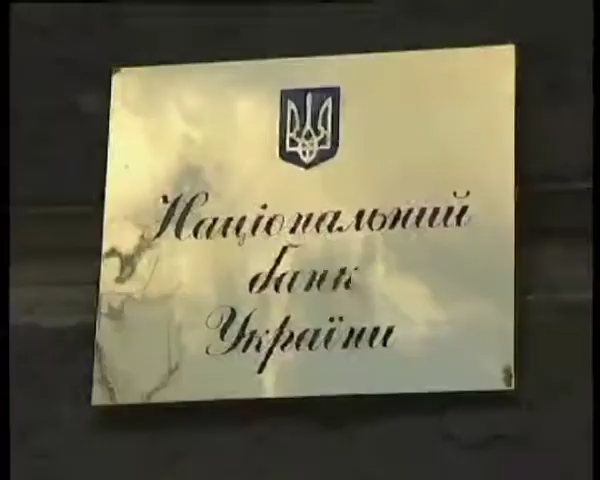 Національний
банк
України